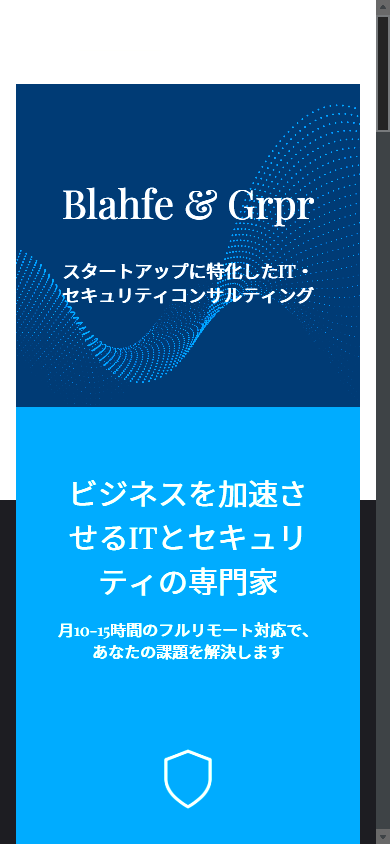 Blahfe & Grpr
スタートアップに特化したIT・
セキュリティコンサルティング
ビジネスを加速さ
せるITとセキュリ
ティの専門家
月10-15時間のフルリモート対応で、
あなたの課題を解決します